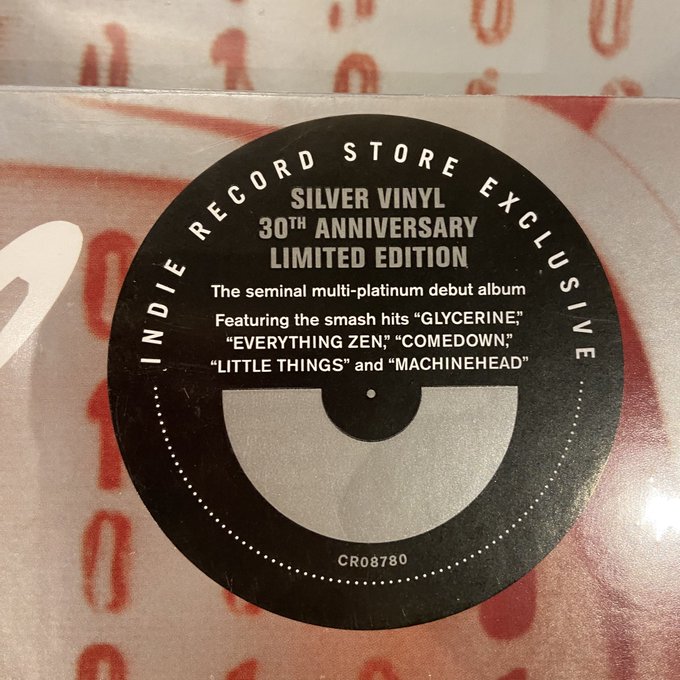 INDIE RECORD STORE EXCLUSIVE
SILVER VINYL
30TH ANNIVERSARY
LIMITED EDITION
The seminal multi-platinum debut album
Featuring the smash hits “GLYCERINE,”
“EVERYTHING ZEN,” “COMEDOWN,”
“LITTLE THINGS” and “MACHINEHEAD”
CR08780